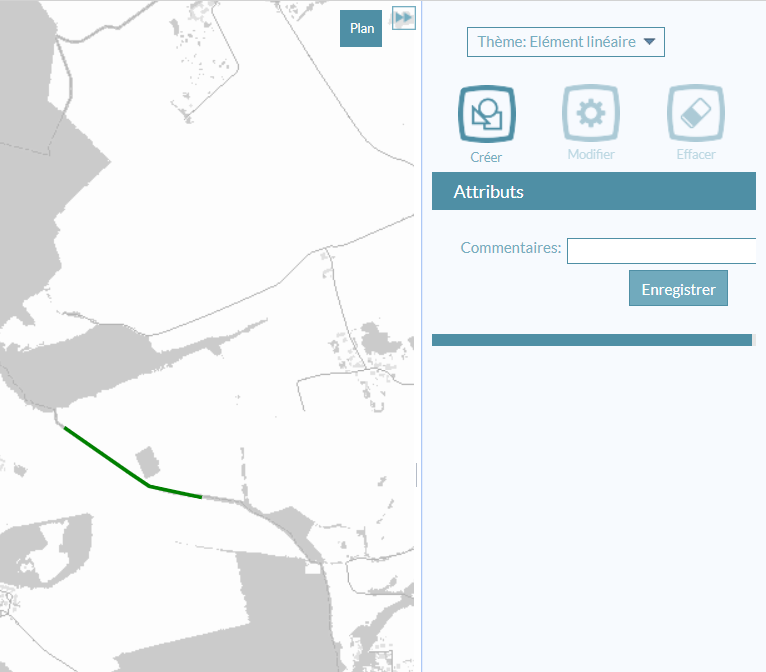 Plan
Thème: Elément linéaire
Créer
Modifier
Effacer
Attributs
Commentaires:
Enregistrer